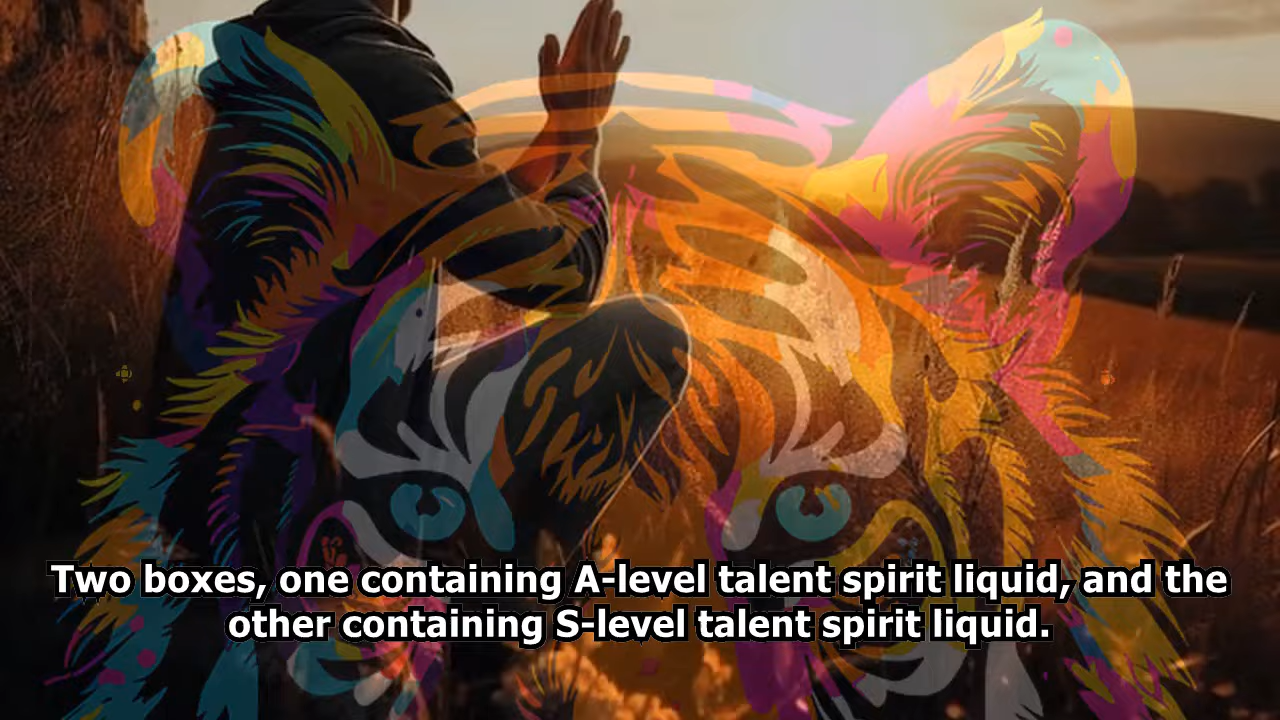 Two boxes, one containing A-level talent spirit liquid, and the
other containing S-level talent spirit liquid.